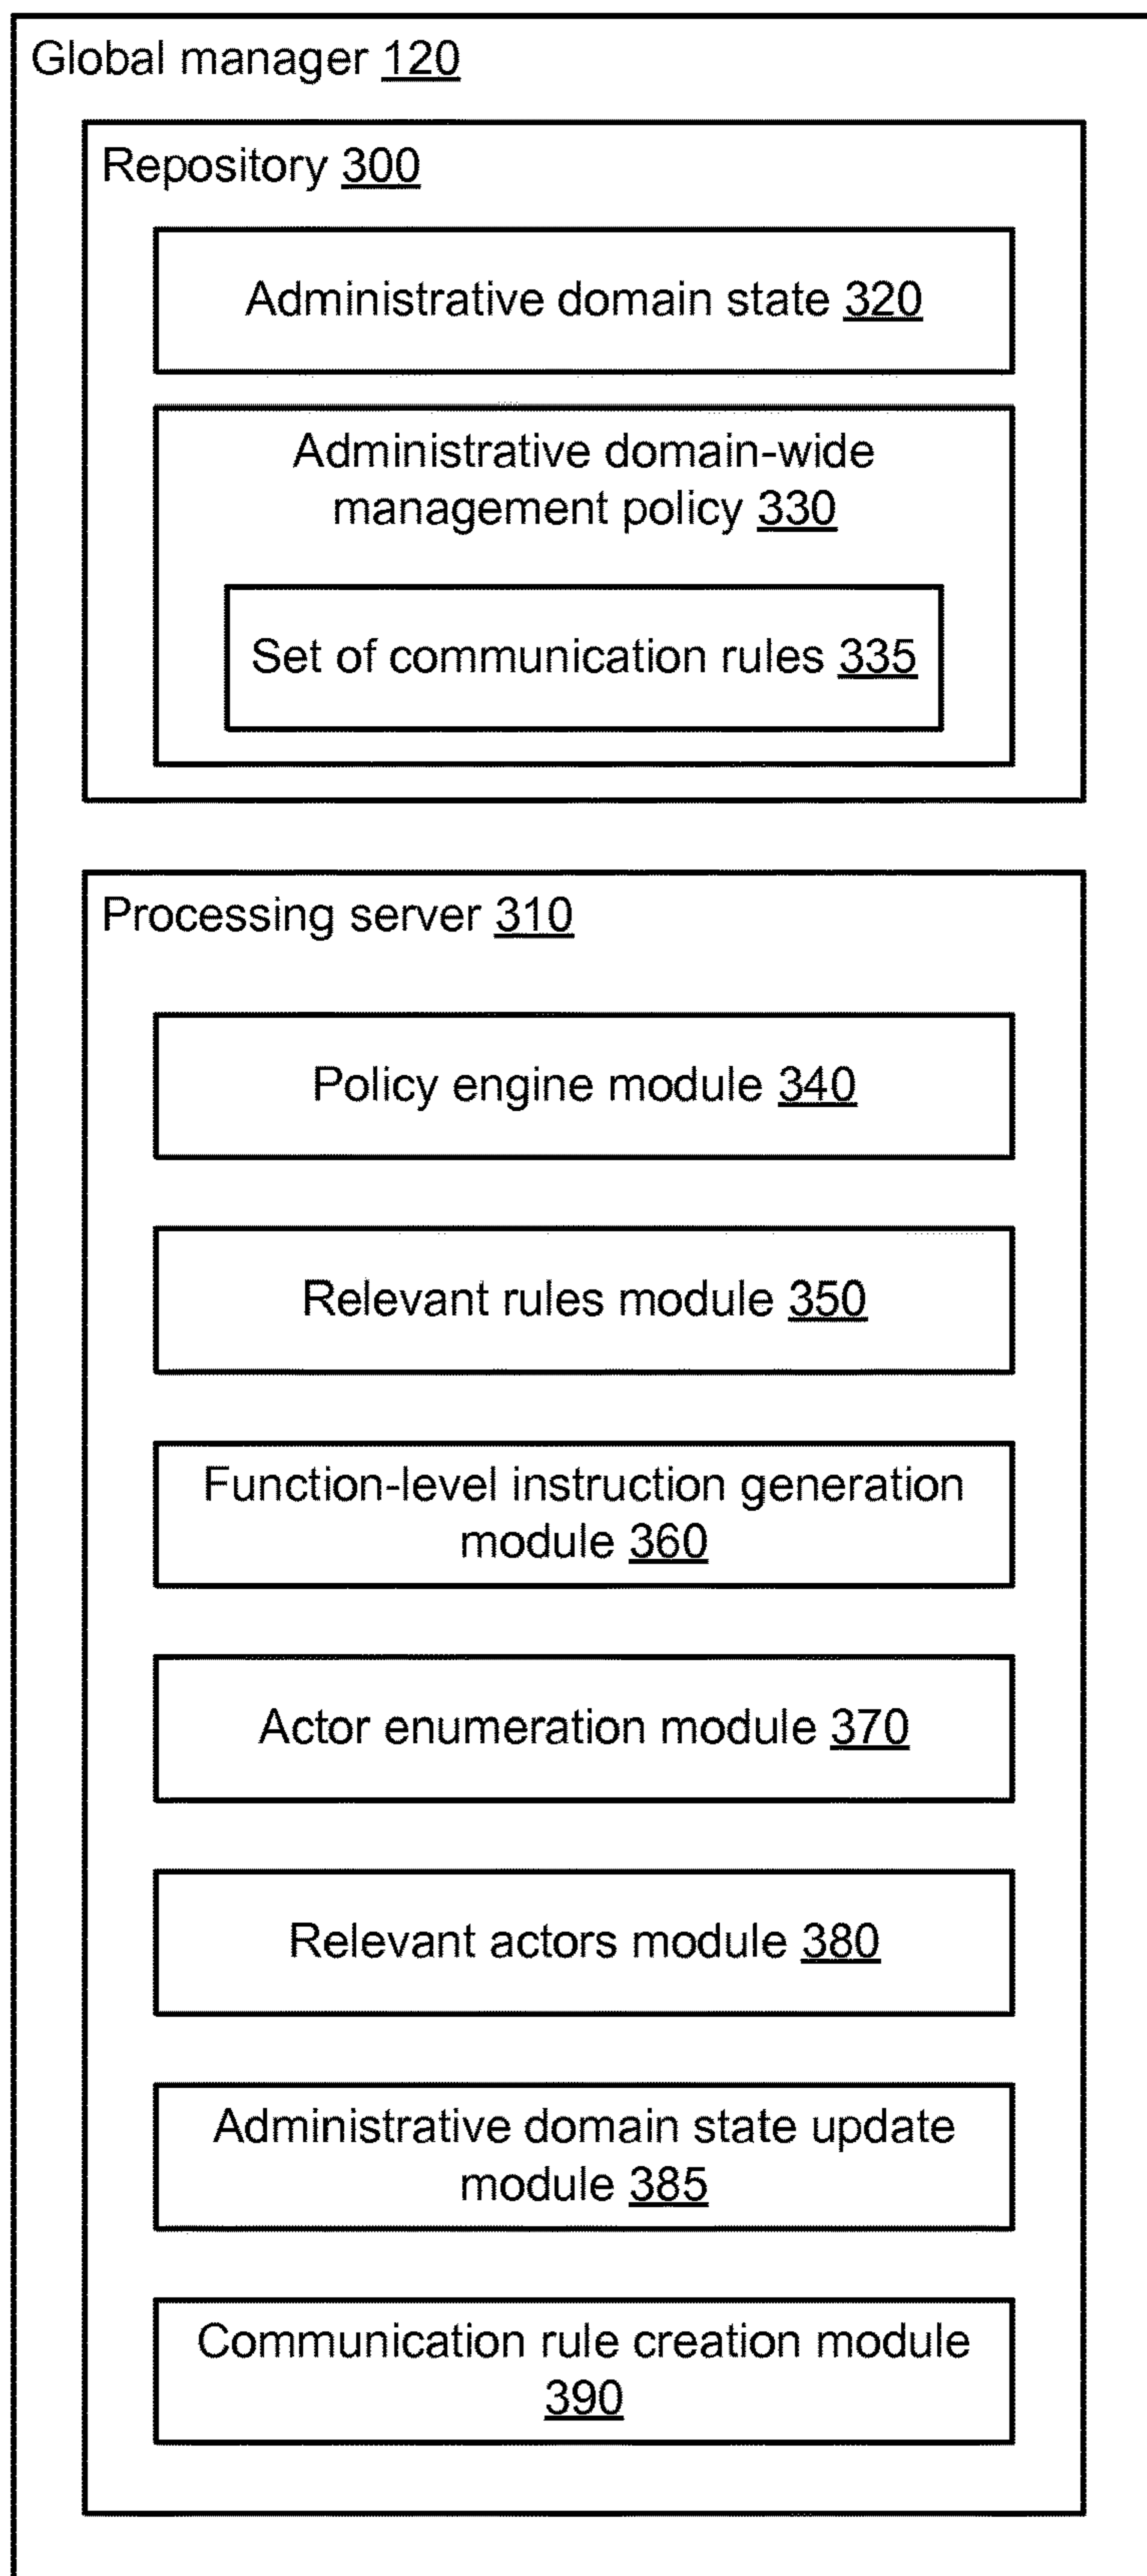 Global manager 120
Repository 300
Administrative domain state 320
Administrative domain-wide
management policy 330
Set of communication rules 335
Processing server 310
Policy engine module 340
Relevant rules module 350
Function-level instruction generation
module 360
Actor enumeration module 370
Relevant actors module 380
Administrative domain state update
module 385
Communication rule creation module
390